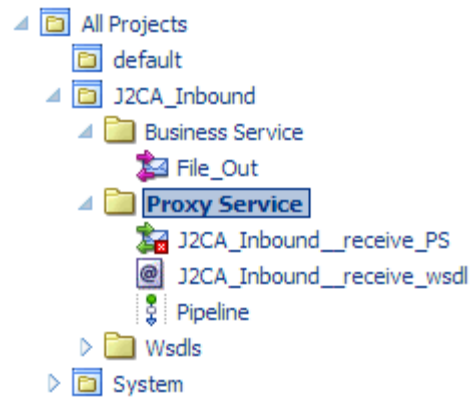 All Projects
default
J2CA_Inbound
Business Service
File_Out
Proxy Service
J2CA_Inbound__receive_PS
J2CA_Inbound__receive_wsdl
Pipeline
Wsdls
System